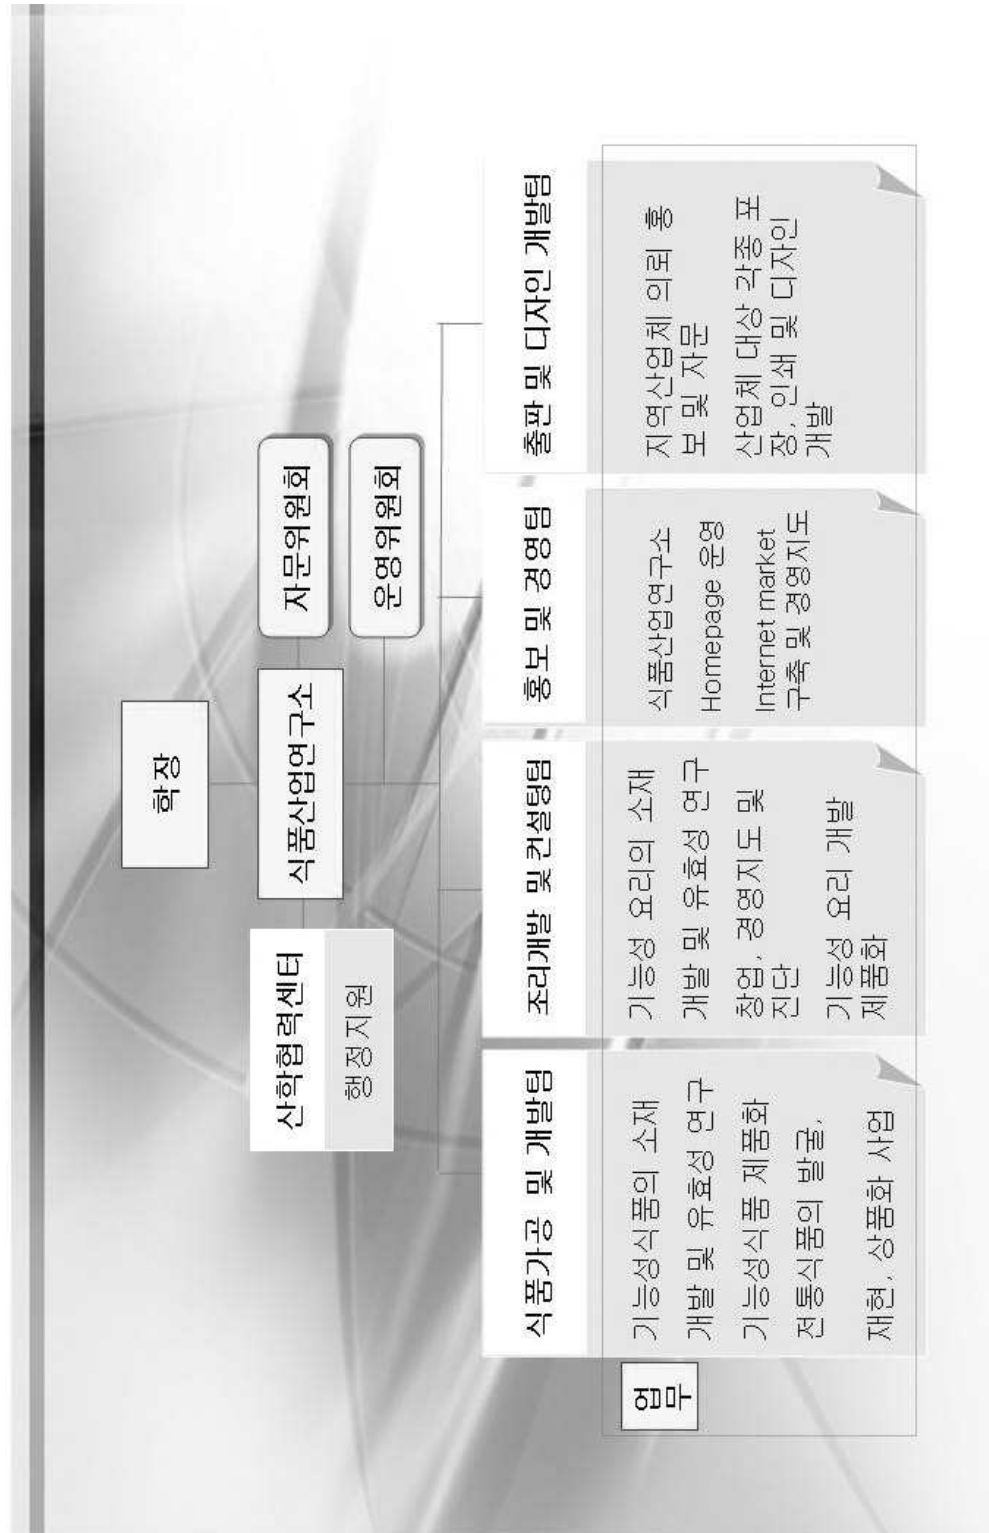 학장
식품산업연구소
자문위원회
운영위원회
산학협력센터
행정지원
식품가공 및 개발팀
조리개발 및 컨설팅팀
홍보 및 경영팀
출판 및 디자인 개발팀
업무
기능성식품의 소재
개발 및 유효성 연구
기능성식품 제품화
전통식품의 발굴,
재현, 상품화 사업
기능성 요리의 소재
개발 및 유효성 연구
창업, 경영지도 및
진단
기능성 요리 개발
제품화
식품산업연구소
Homepage 운영
Internet market
구축 및 경영지도
지역산업체 의뢰 홍
보 및 자문
산업체 대상 각종 포
장, 인쇄 및 디자인
개발